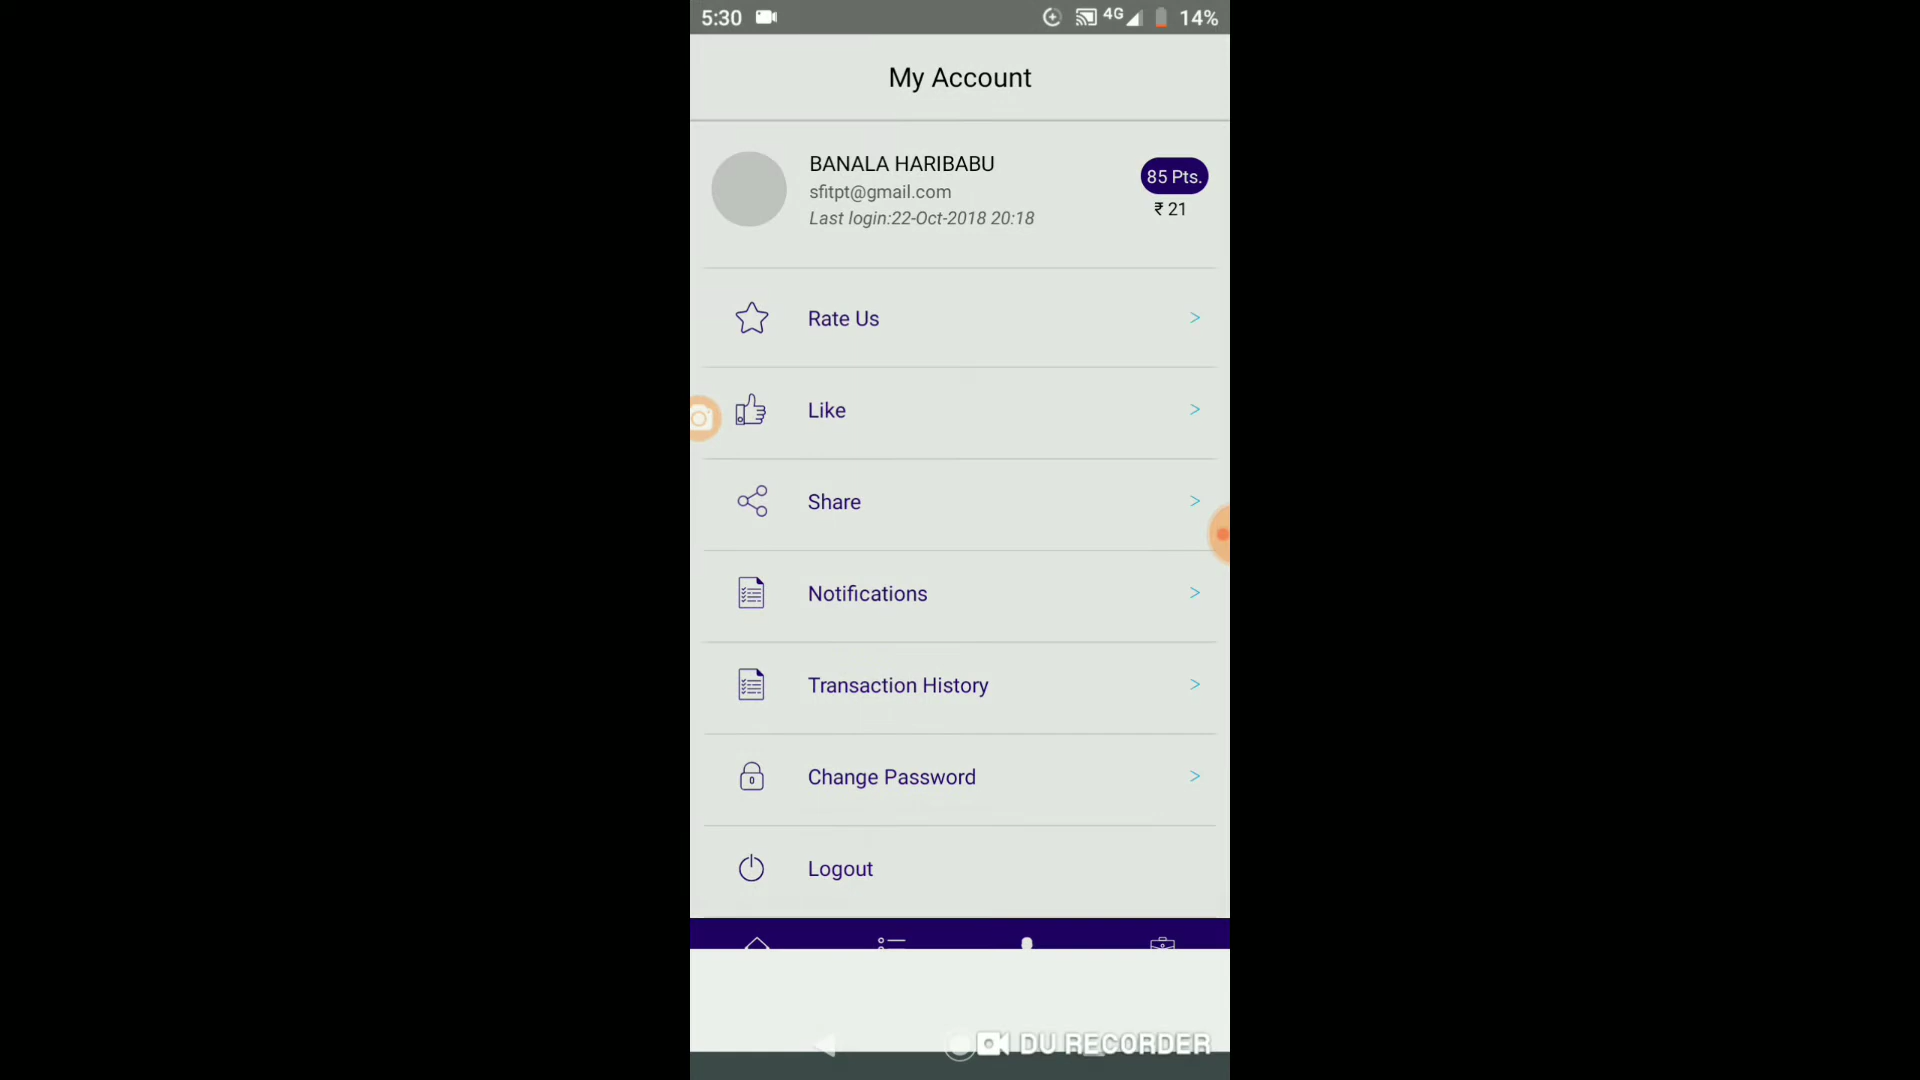 5:30
4G
14%
My Account
BANALA HARIBABU
85 Pts.
sfitpt@gmail.com
₹ 21
Last login:22-Oct-2018 20:18
Rate Us >
Like >
Share >
Notifications >
Transaction History >
Change Password >
Logout
DU RECORDER